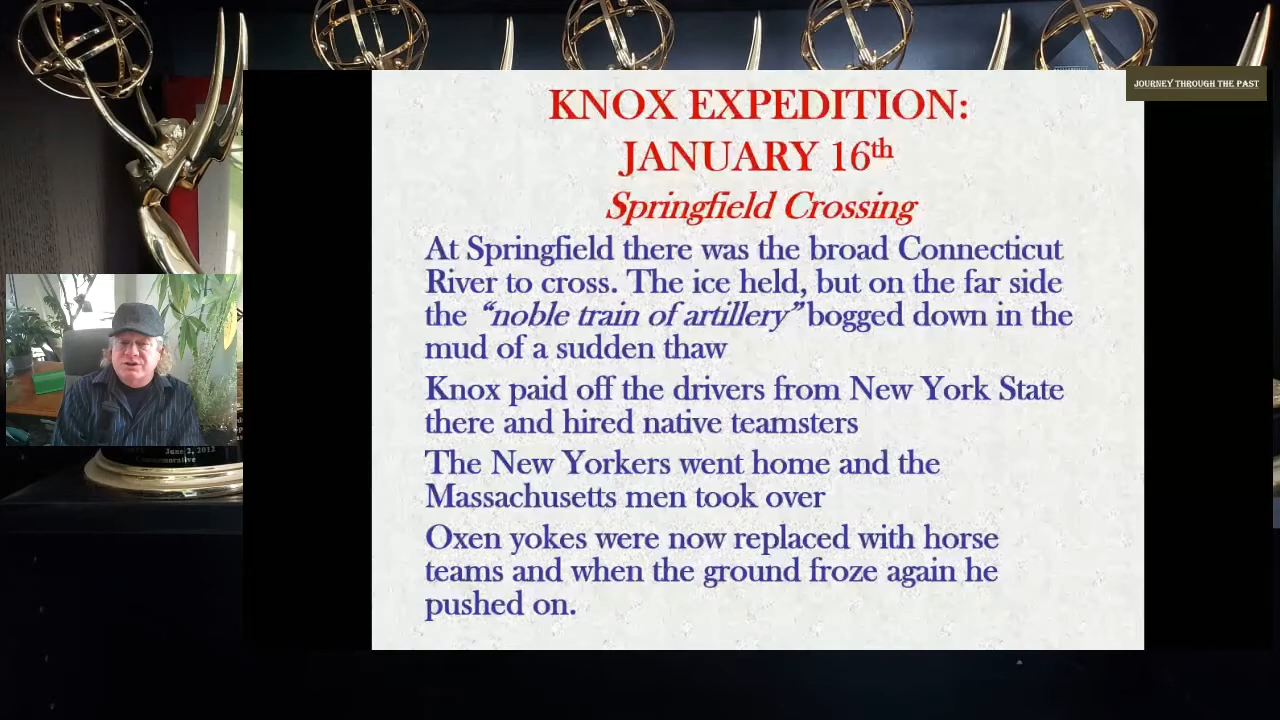 JOURNEY THROUGH THE PAST
KNOX EXPEDITION:
JANUARY 16th
Springfield Crossing
At Springfield there was the broad Connecticut
River to cross. The ice held, but on the far side
the “noble train of artillery” bogged down in the
mud of a sudden thaw
Knox paid off the drivers from New York State
there and hired native teamsters
The New Yorkers went home and the
Massachusetts men took over
Oxen yokes were now replaced with horse
teams and when the ground froze again he
pushed on.
June 2, 2012
Commemorative